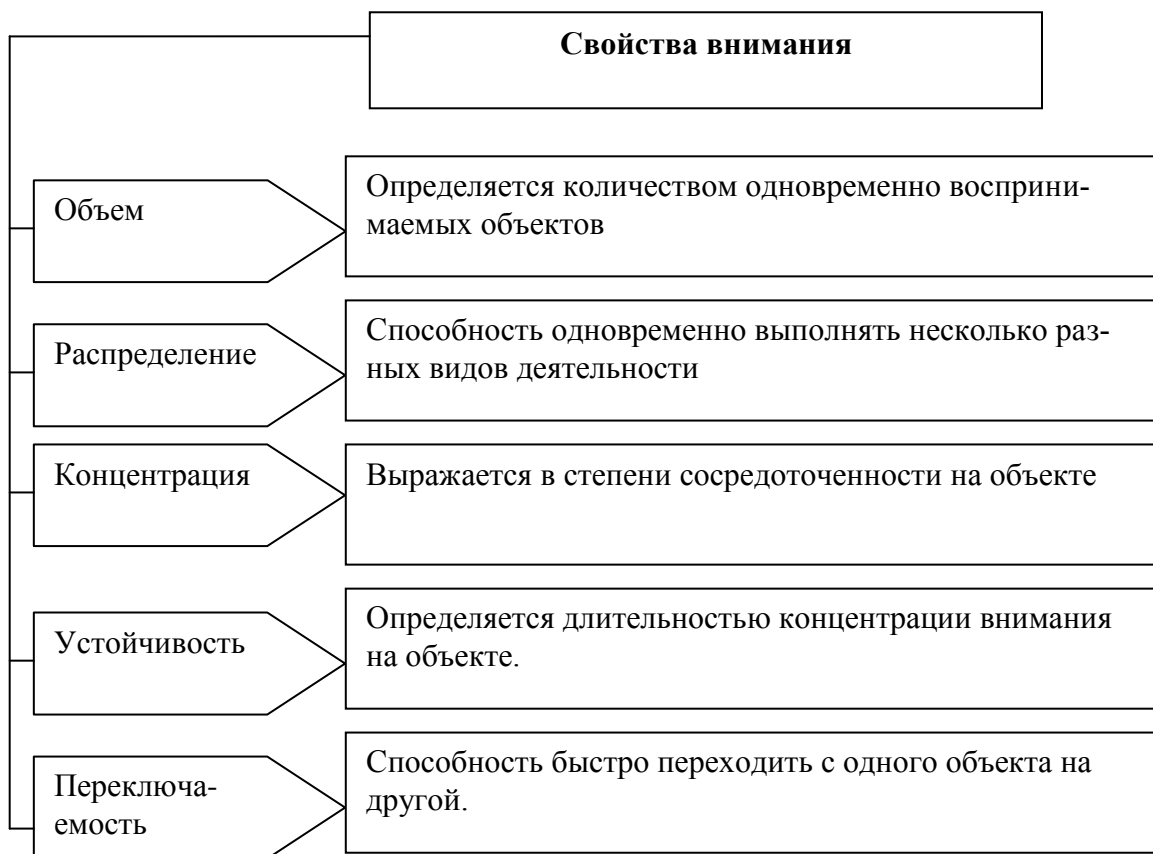 Свойства внимания
Объем
Определяется количеством одновременно восприни-
маемых объектов
Распределение
Способность одновременно выполнять несколько раз-
ных видов деятельности
Концентрация
Выражается в степени сосредоточенности на объекте
Устойчивость
Определяется длительностью концентрации внимания
на объекте.
Переключа-
емость
Способность быстро переходить с одного объекта на
другой.